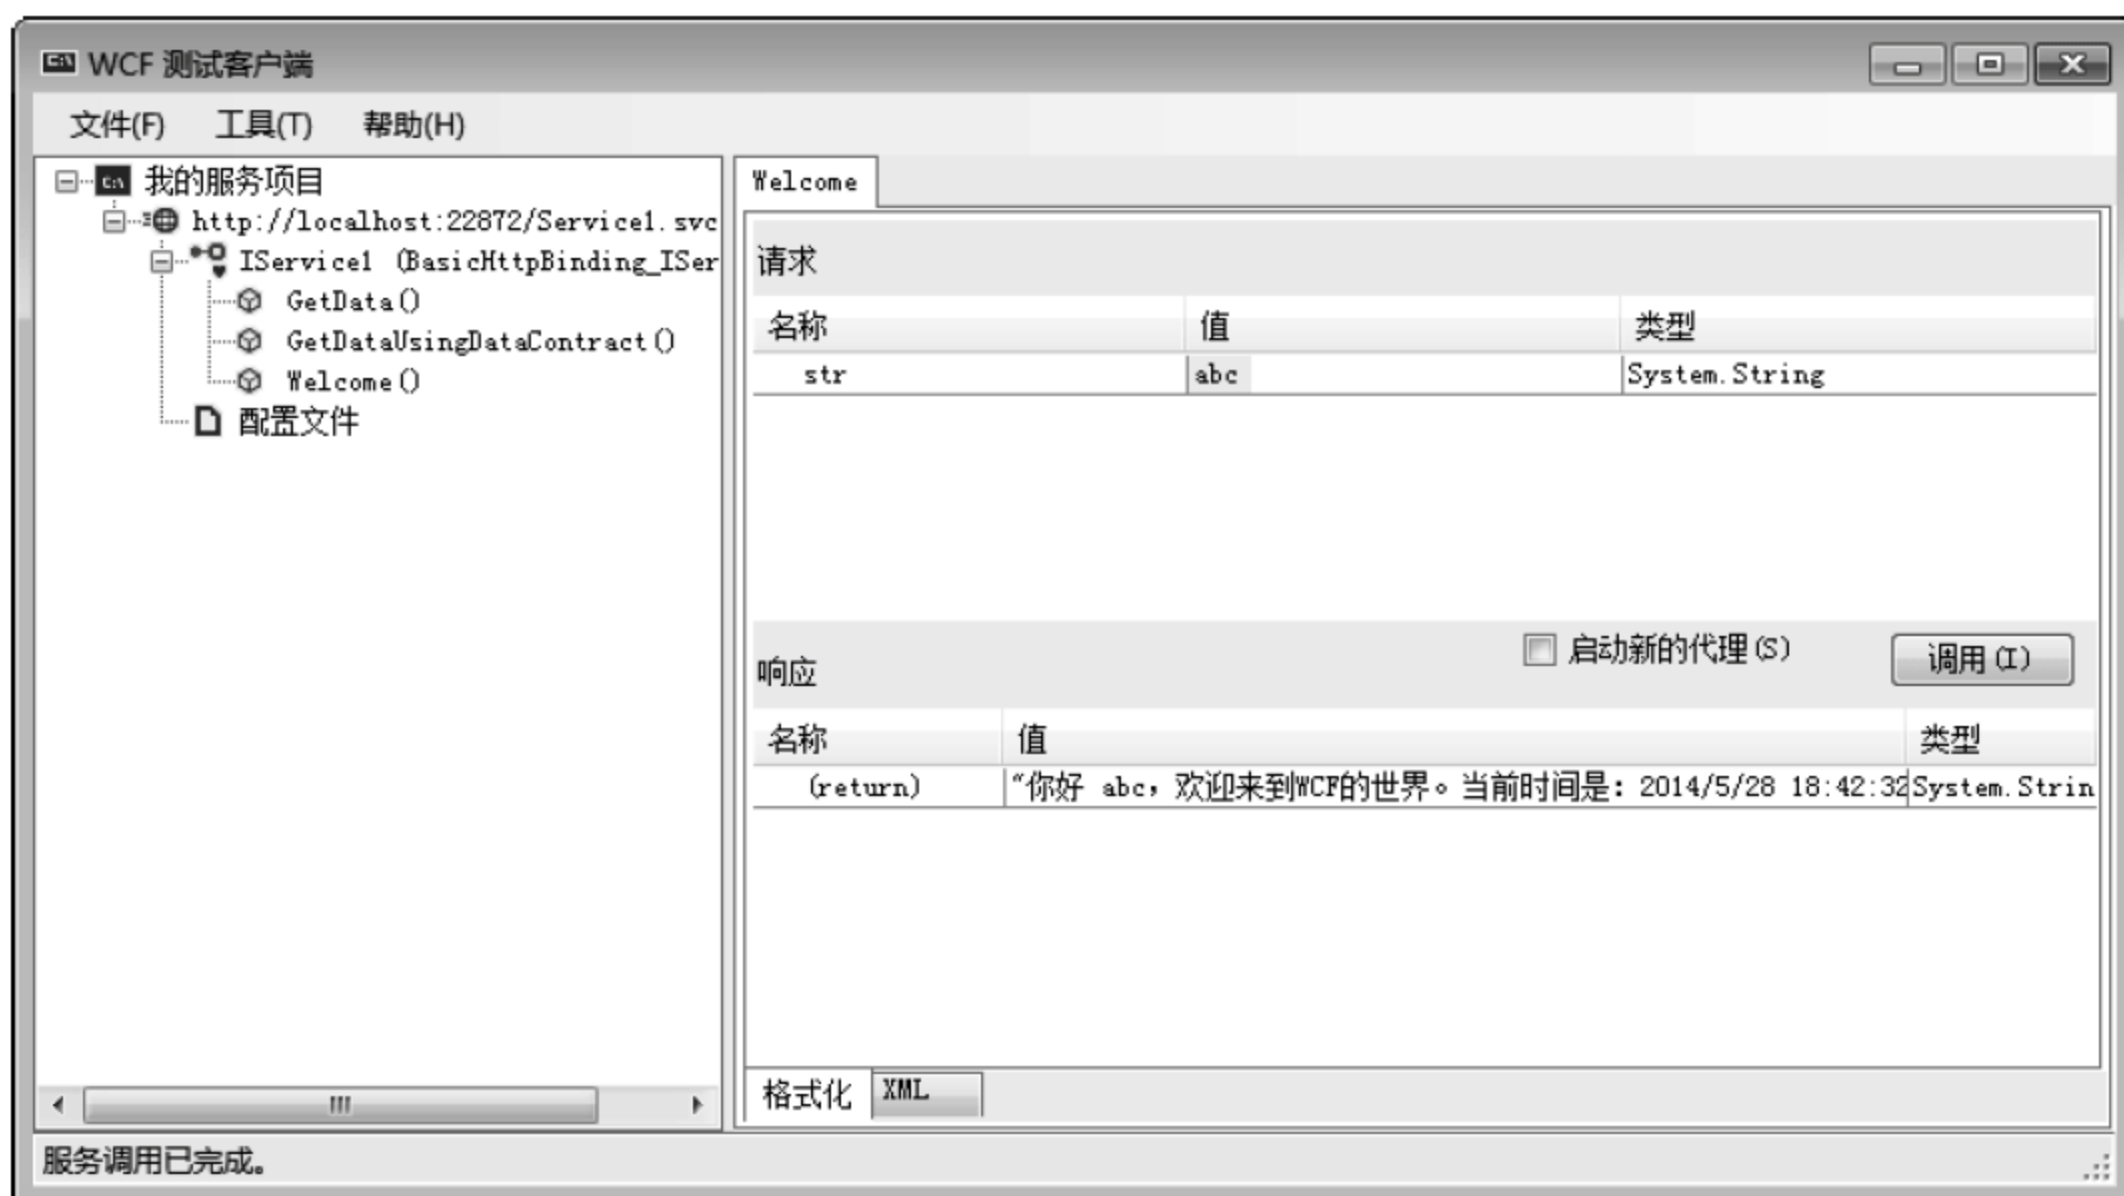 WCF 测试客户端
文件(F) 工具(T) 帮助(H)
我的服务项目
http://localhost:22872/Service1.svc
IService1 (BasicHttpBinding_ISer
GetData()
GetDataUsingDataContract()
Welcome()
配置文件
Welcome
请求
名称 值 类型
str abc System.String
响应
启动新的代理(S) 调用(I)
名称 值 类型
(return) “你好 abc，欢迎来到WCF的世界。当前时间是：2014/5/28 18:42:32 System.Strin
格式化 XML
服务调用已完成。